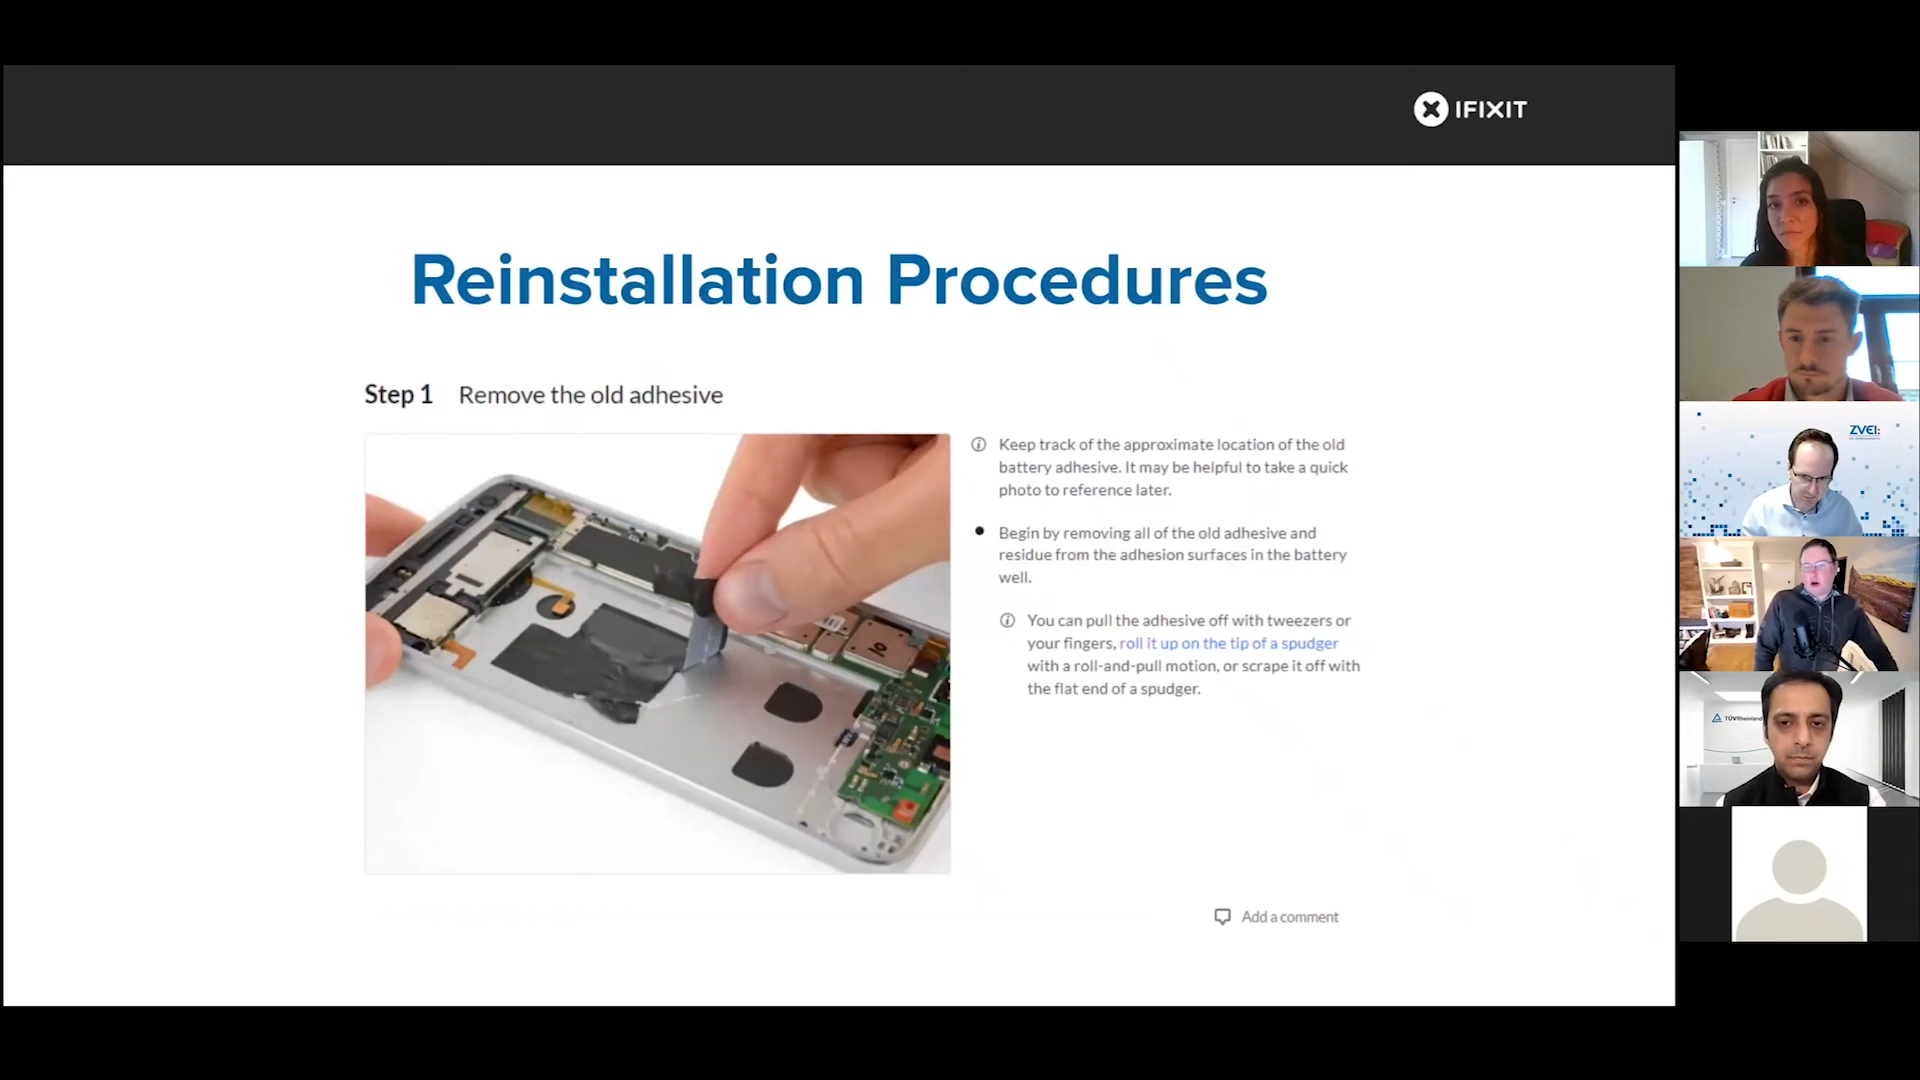 IFIXIT
Reinstallation Procedures
Step 1 Remove the old adhesive
Keep track of the approximate location of the old
battery adhesive. It may be helpful to take a quick
photo to reference later.
Begin by removing all of the old adhesive and
residue from the adhesion surfaces in the battery
well.
You can pull the adhesive off with tweezers or
your fingers, roll it up on the tip of a spudger
with a roll-and-pull motion, or scrape it off with
the flat end of a spudger.
Add a comment
ZVEI:
TÜVRheinland